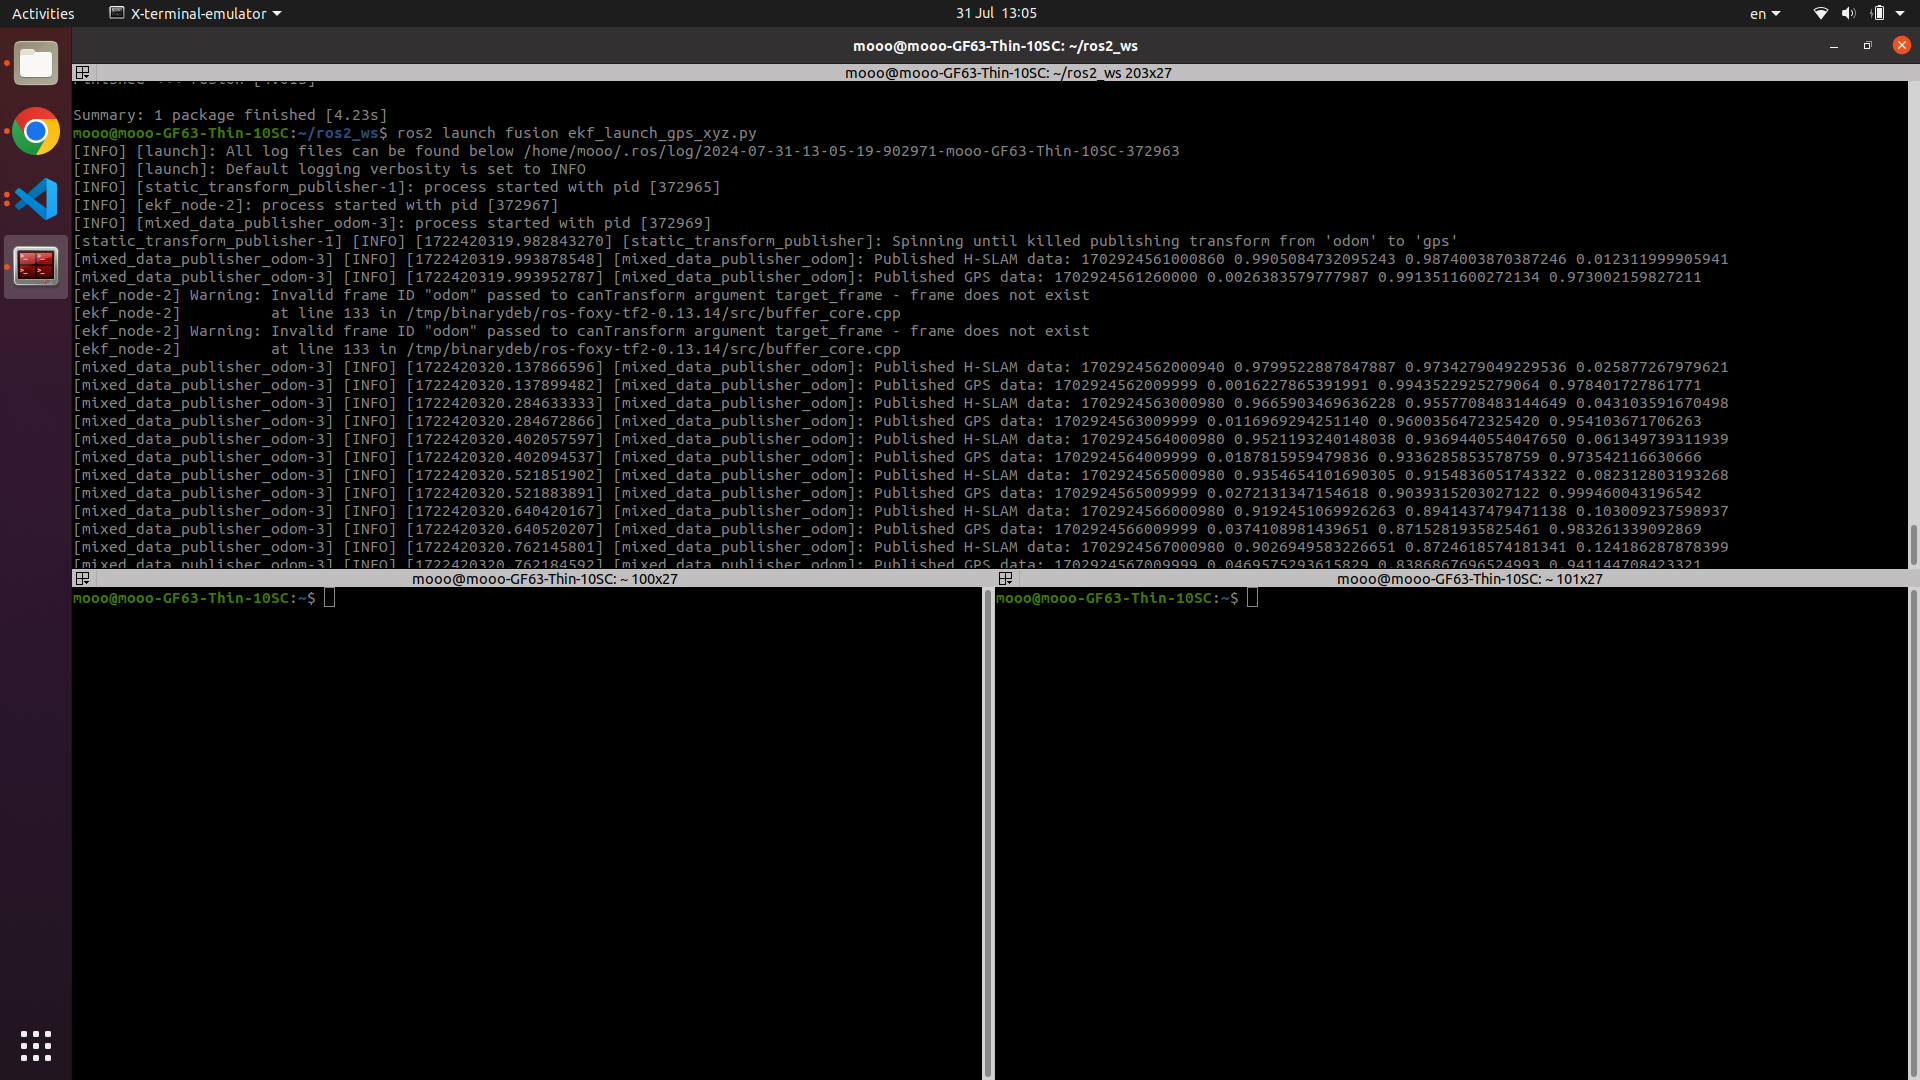 Activities
X-terminal-emulator
31 Jul 13:05
en
mooo@mooo-GF63-Thin-10SC: ~/ros2_ws
mooo@mooo-GF63-Thin-10SC: ~/ros2_ws 203x27
Summary: 1 package finished [4.23s]
mooo@mooo-GF63-Thin-10SC:~/ros2_ws$ ros2 launch fusion ekf_launch_gps_xyz.py
[INFO] [launch]: All log files can be found below /home/mooo/.ros/log/2024-07-31-13-05-19-902971-mooo-GF63-Thin-10SC-372963
[INFO] [launch]: Default logging verbosity is set to INFO
[INFO] [static_transform_publisher-1]: process started with pid [372965]
[INFO] [ekf_node-2]: process started with pid [372967]
[INFO] [mixed_data_publisher_odom-3]: process started with pid [372969]
[static_transform_publisher-1] [INFO] [1722420319.982843270] [static_transform_publisher]: Spinning until killed publishing transform from 'odom' to 'gps'
[mixed_data_publisher_odom-3] [INFO] [1722420319.993878548] [mixed_data_publisher_odom]: Published H-SLAM data: 1702924561000860 0.9905084732095243 0.9874003870387246 0.012311999905941
[mixed_data_publisher_odom-3] [INFO] [1722420319.993952787] [mixed_data_publisher_odom]: Published GPS data: 1702924561260000 0.0026383579777987 0.9913511600272134 0.973002159827211
[ekf_node-2] Warning: Invalid frame ID "odom" passed to canTransform argument target_frame - frame does not exist
[ekf_node-2]          at line 133 in /tmp/binarydeb/ros-foxy-tf2-0.13.14/src/buffer_core.cpp
[ekf_node-2] Warning: Invalid frame ID "odom" passed to canTransform argument target_frame - frame does not exist
[ekf_node-2]          at line 133 in /tmp/binarydeb/ros-foxy-tf2-0.13.14/src/buffer_core.cpp
[mixed_data_publisher_odom-3] [INFO] [1722420320.137866596] [mixed_data_publisher_odom]: Published H-SLAM data: 1702924562000940 0.9799522887847887 0.9734279049229536 0.025877267979621
[mixed_data_publisher_odom-3] [INFO] [1722420320.137899482] [mixed_data_publisher_odom]: Published GPS data: 1702924562009999 0.0016227865391991 0.9943522925279064 0.978401727861771
[mixed_data_publisher_odom-3] [INFO] [1722420320.284633333] [mixed_data_publisher_odom]: Published H-SLAM data: 1702924563000980 0.9665903469636228 0.9557708483144649 0.043103591670498
[mixed_data_publisher_odom-3] [INFO] [1722420320.284672866] [mixed_data_publisher_odom]: Published GPS data: 1702924563009999 0.0116969294251140 0.9600356472325420 0.954103671706263
[mixed_data_publisher_odom-3] [INFO] [1722420320.402057597] [mixed_data_publisher_odom]: Published H-SLAM data: 1702924564000980 0.9521193240148038 0.9369440554047650 0.061349739311939
[mixed_data_publisher_odom-3] [INFO] [1722420320.402094537] [mixed_data_publisher_odom]: Published GPS data: 1702924564009999 0.0187815959479836 0.9336285853578759 0.973542116630666
[mixed_data_publisher_odom-3] [INFO] [1722420320.521851902] [mixed_data_publisher_odom]: Published H-SLAM data: 1702924565000980 0.9354654101690305 0.9154836051743322 0.082312803193268
[mixed_data_publisher_odom-3] [INFO] [1722420320.521883891] [mixed_data_publisher_odom]: Published GPS data: 1702924565009999 0.0272131347154618 0.9039315203027122 0.999460043196542
[mixed_data_publisher_odom-3] [INFO] [1722420320.640420167] [mixed_data_publisher_odom]: Published H-SLAM data: 1702924566000980 0.9192451069926263 0.8941437479471138 0.103009237598937
[mixed_data_publisher_odom-3] [INFO] [1722420320.640520207] [mixed_data_publisher_odom]: Published GPS data: 1702924566009999 0.0374108981439651 0.8715281935825461 0.983261339092869
[mixed_data_publisher_odom-3] [INFO] [1722420320.762145801] [mixed_data_publisher_odom]: Published H-SLAM data: 1702924567000980 0.9026949583226651 0.8724618574181341 0.124186287878399
[mixed_data_publisher_odom-3] [INFO] [1722420320.762184592] [mixed_data_publisher_odom]: Published GPS data: 1702924567009999 0.0469575293615829 0.8386867696524993 0.941144708423321
mooo@mooo-GF63-Thin-10SC: ~ 100x27
mooo@mooo-GF63-Thin-10SC:~$
mooo@mooo-GF63-Thin-10SC: ~ 101x27
mooo@mooo-GF63-Thin-10SC:~$